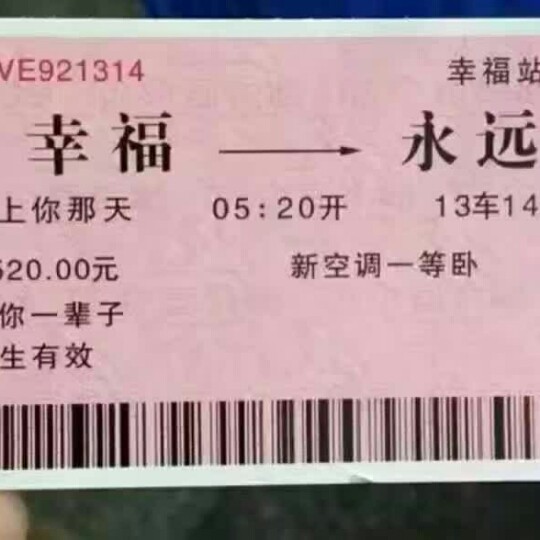 VE921314 幸福站
幸福 → 永远
上你那天 05:20开 13车14
520.00元 新空调一等卧
你一辈子
生有效